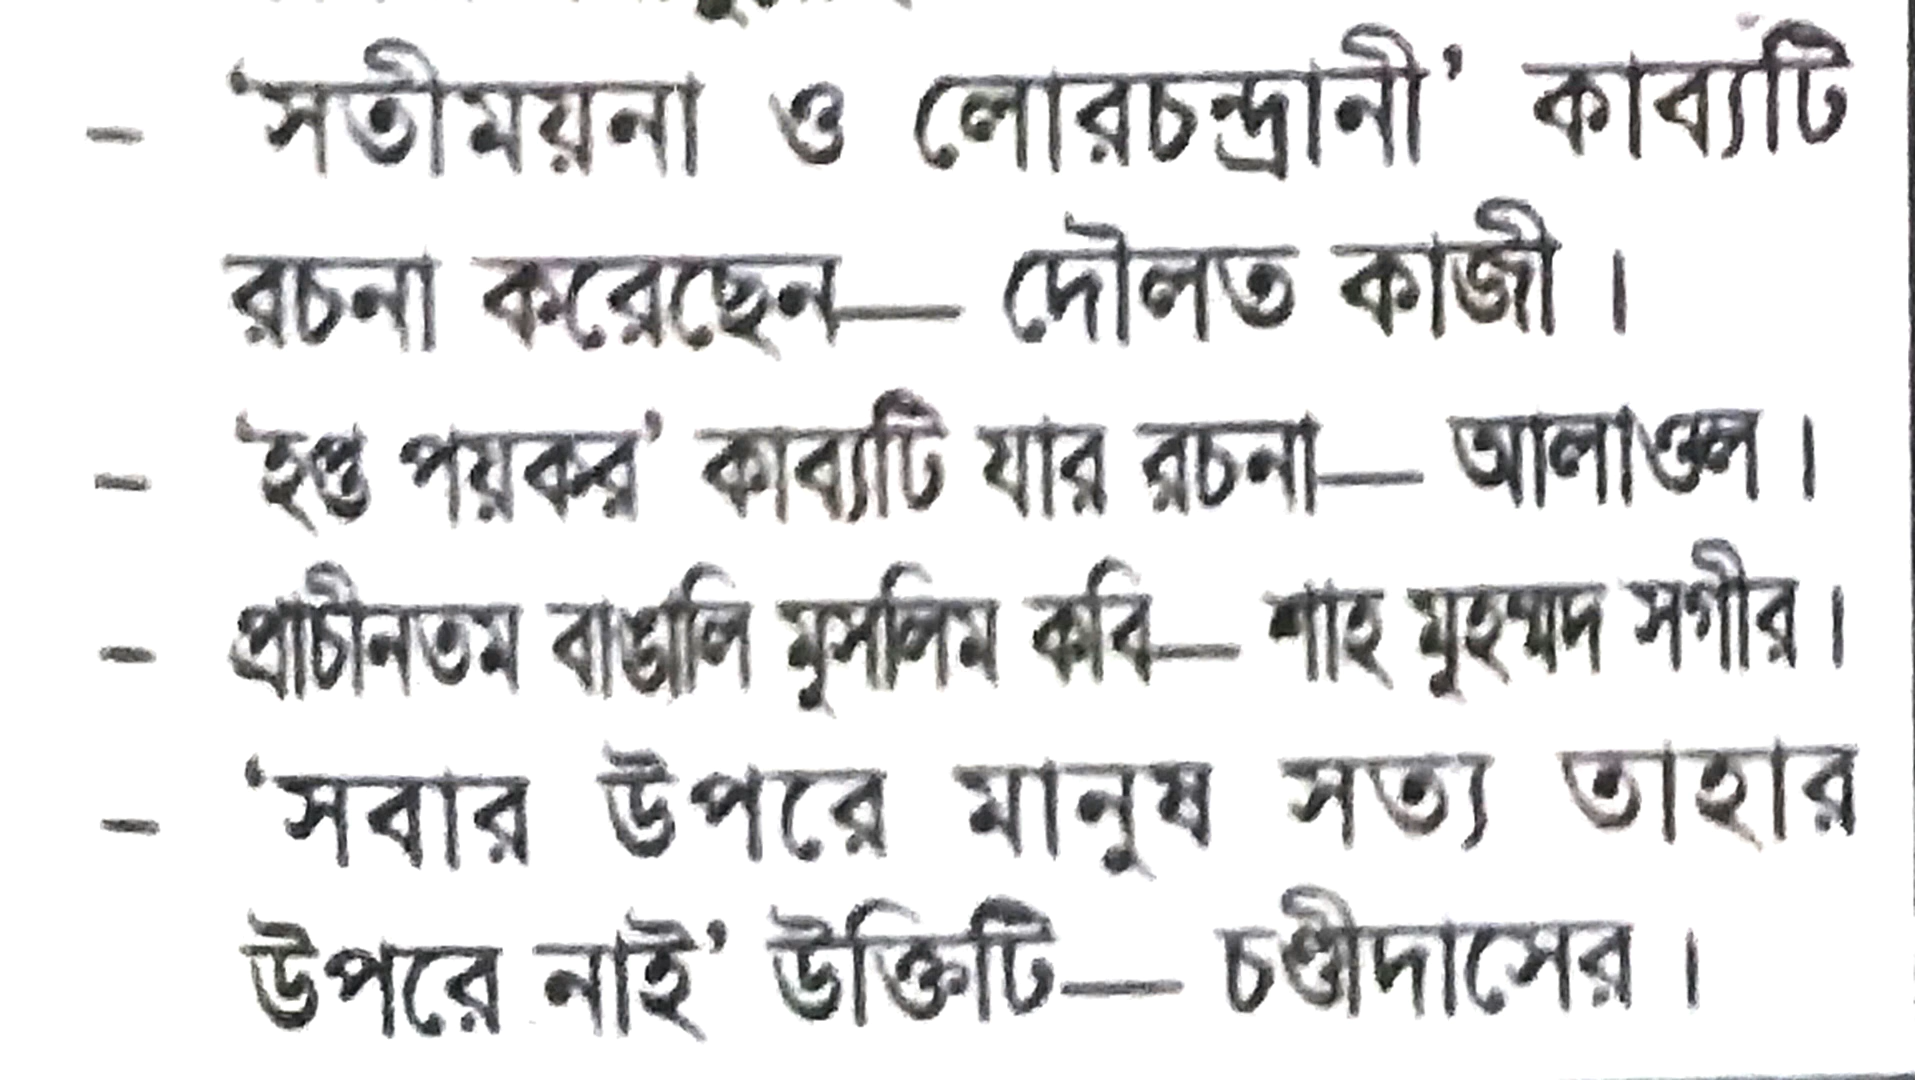 – 'সতীময়না ও লোরচন্দ্রানী' কাব্যটি
রচনা করেছেন— দৌলত কাজী।
– 'হপ্ত পয়কর' কাব্যটি যার রচনা— আলাওল।
– প্রাচীনতম বাঙালি মুসলিম কবি— শাহ মুহম্মদ সগীর।
– 'সবার উপরে মানুষ সত্য তাহার
উপরে নাই' উক্তিটি— চণ্ডীদাসের।